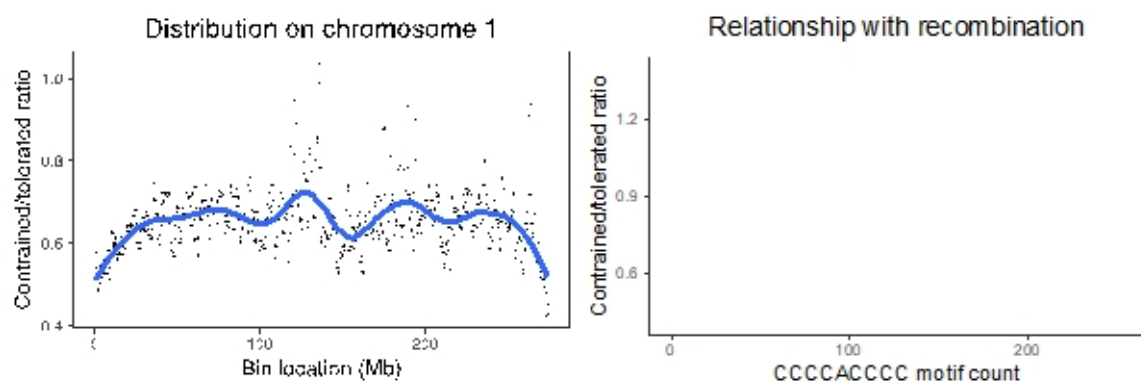 Distribution on chromosome 1
Contrained/tolorated ratio
1.0
0.8
0.6
0.4
0
100
200
Bin location (Mb)
Relationship with recombination
Contrained/tolerated ratio
1.2
0.9
0.6
0
100
200
CCCCACCCC motif count